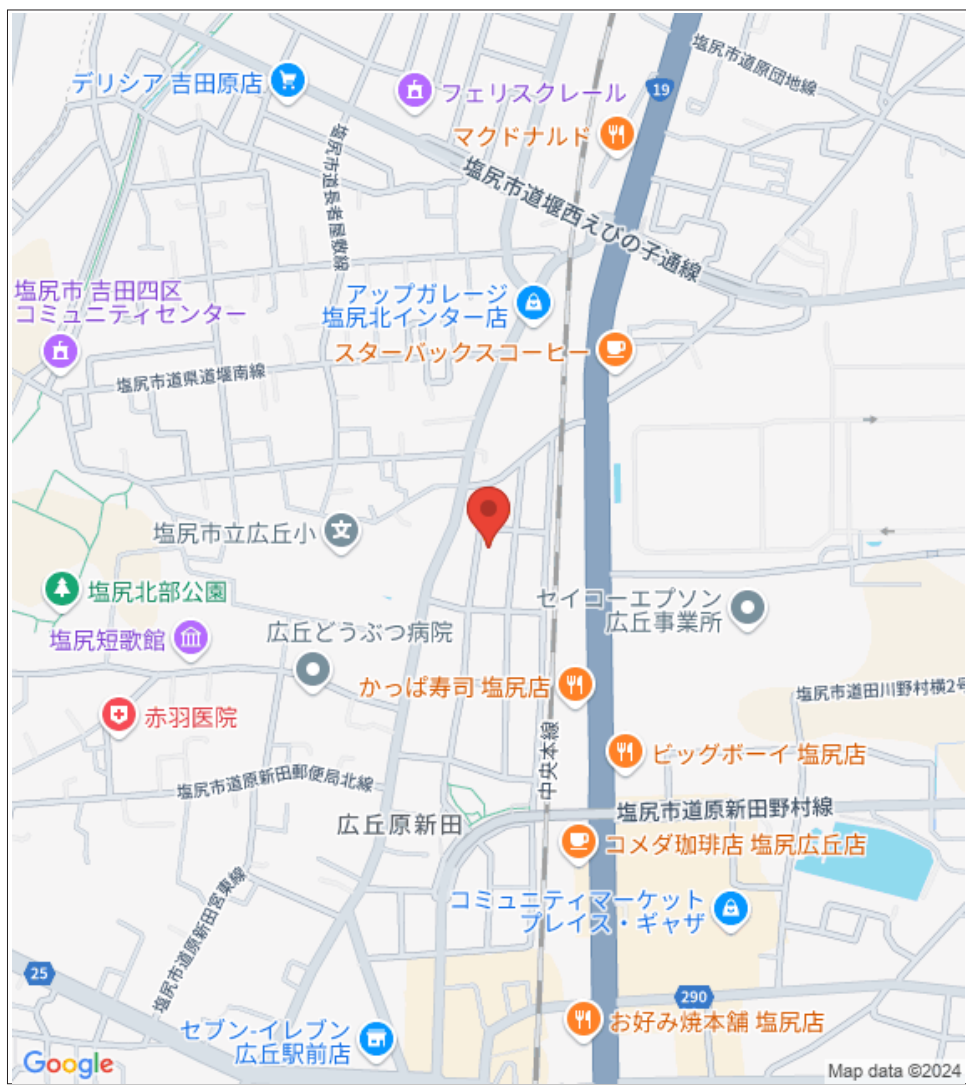 デリシア 吉田原店
フェリスクレール
19
塩尻市道原団地線
マクドナルド
塩尻市道長者屋敷線
塩尻市道堰西えびの子通線
塩尻市 吉田四区
コミュニティセンター
アップガレージ
塩尻北インター店
スターバックスコーヒー
塩尻市道県道堰南線
塩尻市立広丘小
文
塩尻北部公園
セイコーエプソン
広丘事業所
塩尻短歌館
広丘どうぶつ病院
かっぱ寿司 塩尻店
塩尻市道田川野村横2号
赤羽医院
中央本線
ビッグボーイ 塩尻店
塩尻市道原新田郵便局北線
塩尻市道原新田野村線
広丘原新田
コメダ珈琲店 塩尻広丘店
塩尻市道原新田宮東線
コミュニティマーケット
プレイス・ギャザ
25
290
セブン-イレブン
広丘駅前店
お好み焼本舗 塩尻店
Google
Map data ©2024